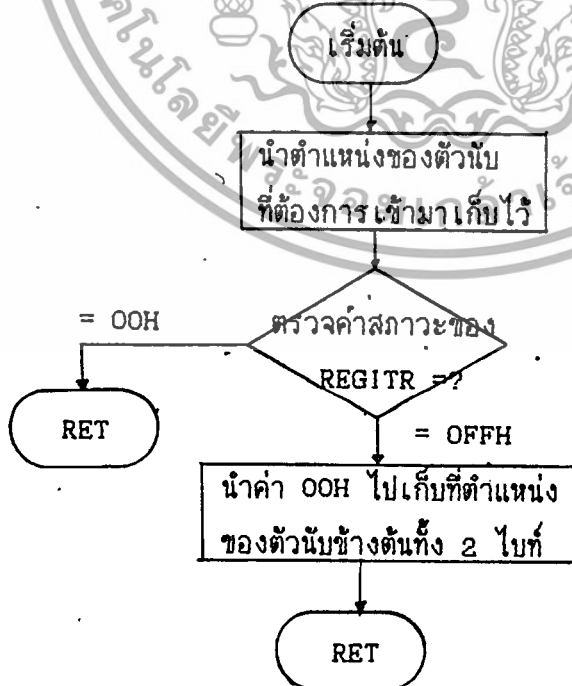 เริ่มต้น
นำตำแหน่งของตัวนับ
ที่ต้องการเข้ามาเก็บไว้
ตรวจค่าสภาวะของ
REGITR =?
= 00H
RET
= 0FFH
นำค่า 00H ไปเก็บที่ตำแหน่ง
ของตัวนับข้างต้นทั้ง 2 ไบท์
RET